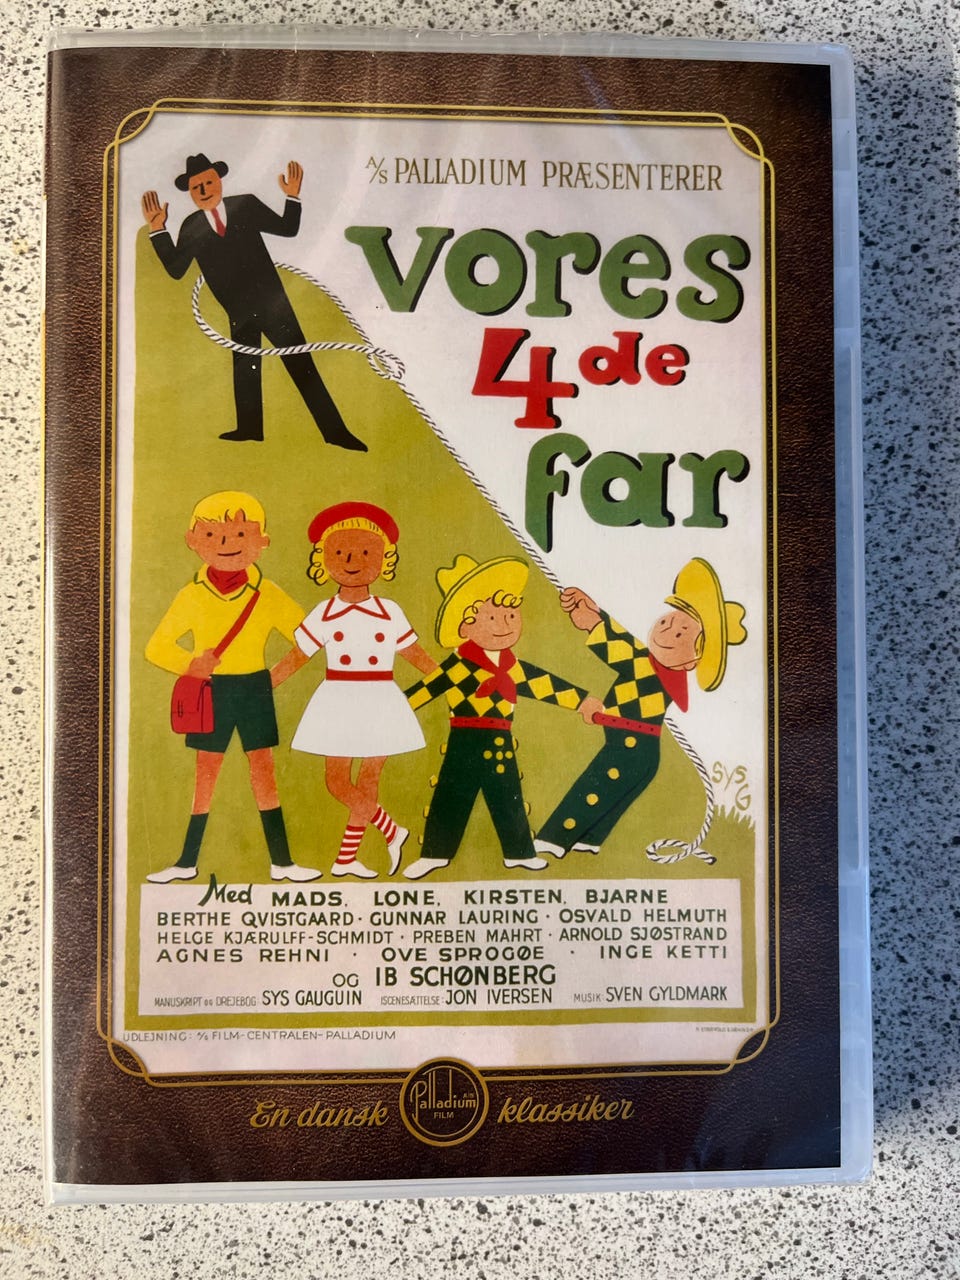 A/S PALLADIUM PRÆSENTERER
vores
4de
far
SYS
G
Med MADS, LONE, KIRSTEN, BJARNE
BERTHE QVISTGAARD · GUNNAR LAURING · OSVALD HELMUTH
HELGE KJÆRULFF-SCHMIDT · PREBEN MAHRT · ARNOLD SJØSTRAND
AGNES REHNI · OVE SPROGØE · INGE KETTI
OG IB SCHØNBERG
MANUSKRIPT OG DREJEBOG: SYS GAUGUIN ISCENESÆTTELSE: JON IVERSEN MUSIK: SVEN GYLDMARK
UDLEJNING: A/S FILM-CENTRALEN-PALLADIUM
En dansk Palladium A/S FILM klassiker